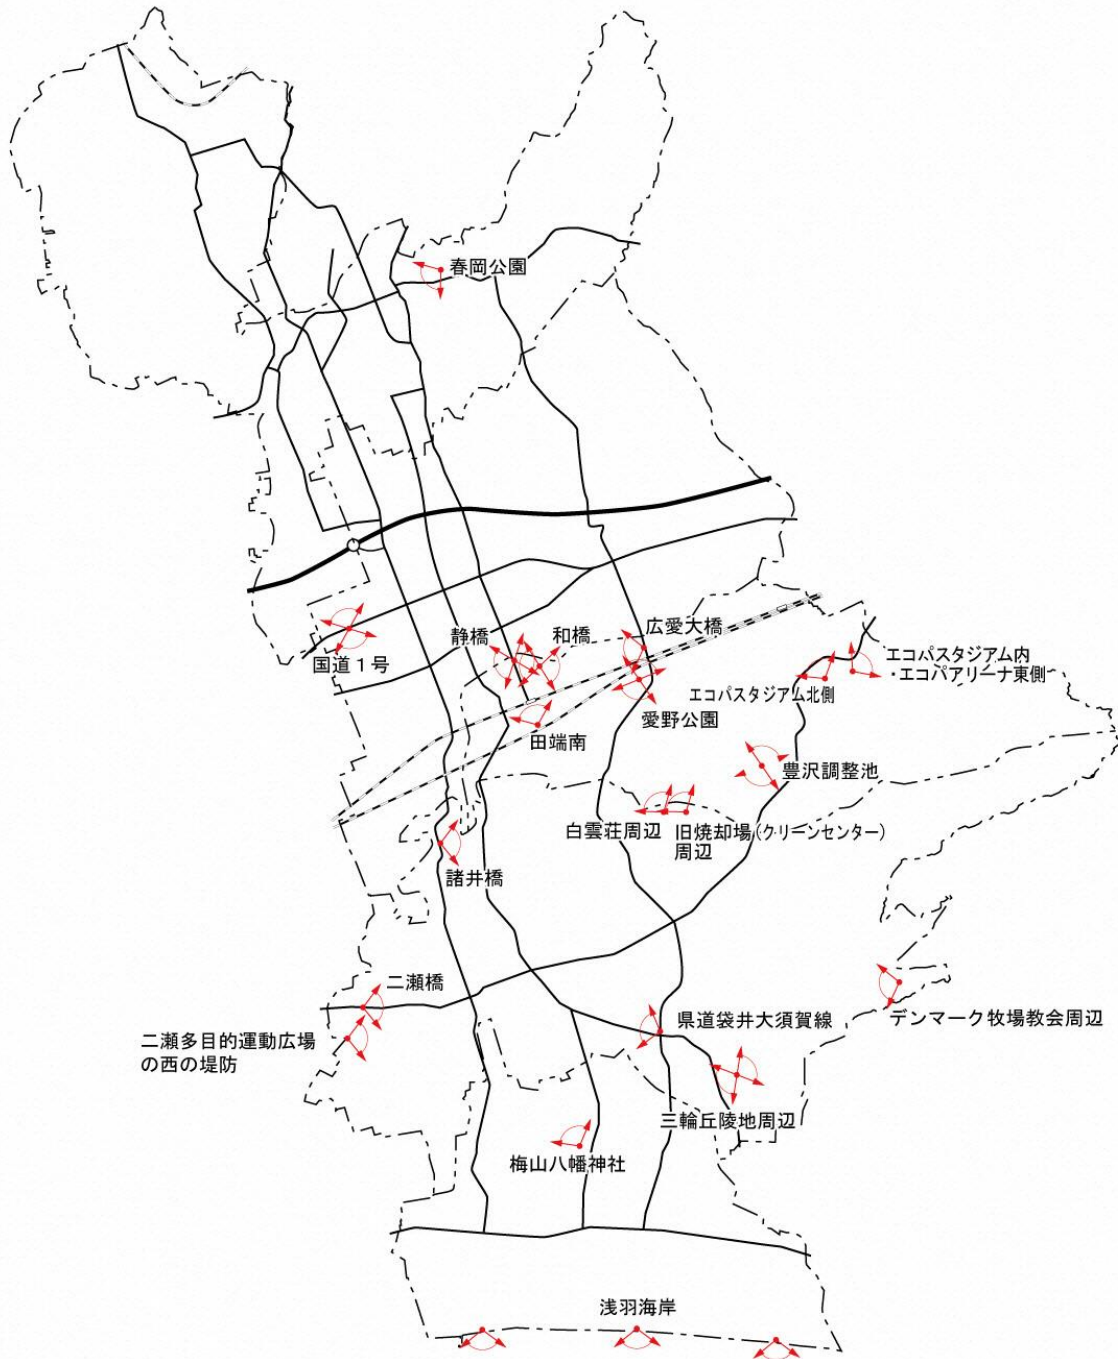 春岡公園
国道１号
静橋
和橋
広愛大橋
田端南
愛野公園
エコパスタジアム北側
エコパスタジアム内
・エコパアリーナ東側
豊沢調整池
白雲荘周辺
旧焼却場(クリーンセンター)
周辺
諸井橋
二瀬橋
二瀬多目的運動広場
の西の堤防
県道袋井大須賀線
デンマーク牧場教会周辺
三輪丘陵地周辺
梅山八幡神社
浅羽海岸